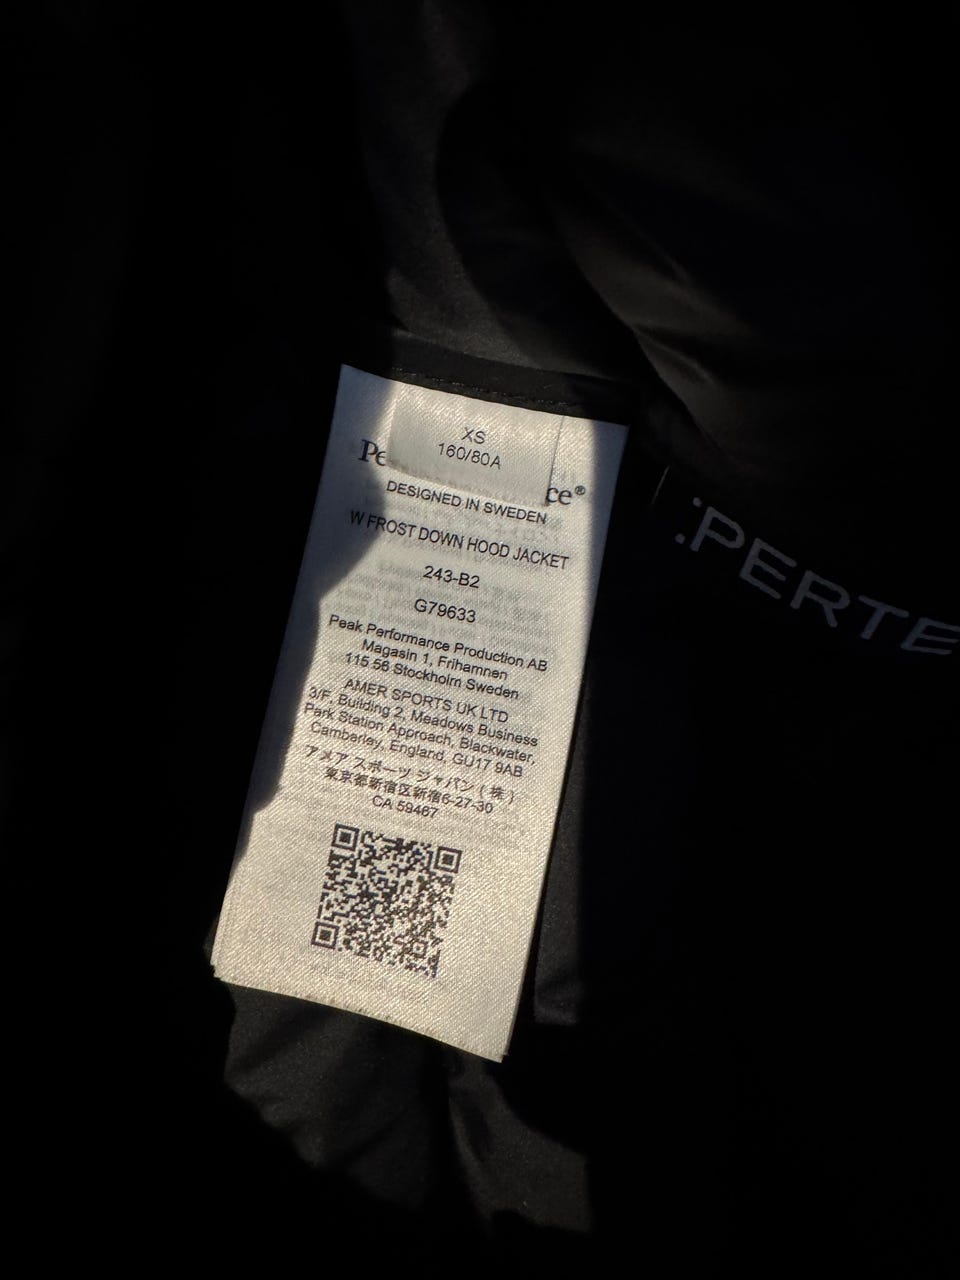 XS
160/80A
Pe ce®
DESIGNED IN SWEDEN
W FROST DOWN HOOD JACKET
243-B2
G79633
Peak Performance Production AB
Magasin 1, Frihamnen
115 56 Stockholm Sweden
AMER SPORTS UK LTD
3/F, Building 2, Meadows Business
Park Station Approach, Blackwater,
Camberley, England, GU17 9AB
アメア スポーツ ジャパン ( 株 )
東京都新宿区新宿6-27-30
CA 59467
:PERTE